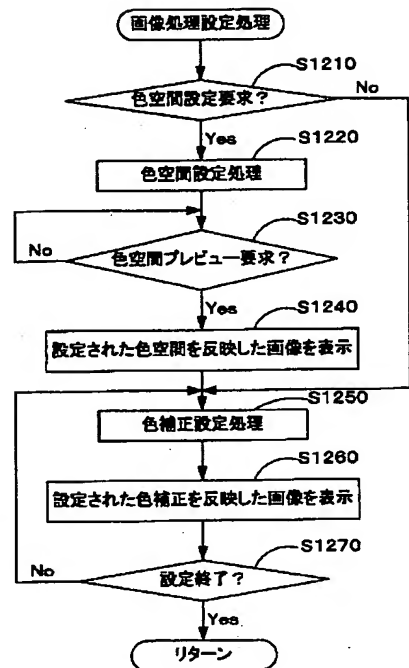 画像処理設定処理
S1210
色空間設定要求?
No
Yes
S1220
色空間設定処理
S1230
色空間プレビュー要求?
No
Yes
S1240
設定された色空間を反映した画像を表示
S1250
色補正設定処理
S1260
設定された色補正を反映した画像を表示
S1270
設定終了?
No
Yes
リターン